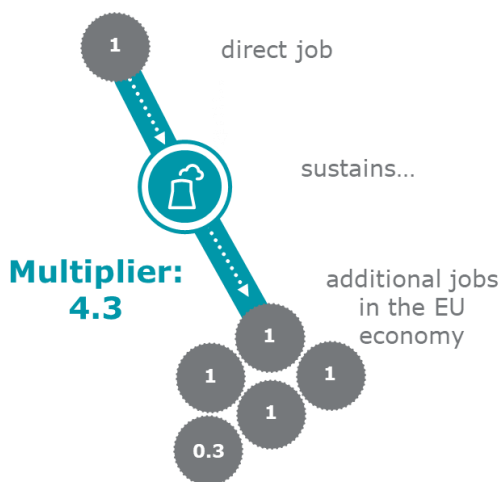 1
direct job
sustains...
Multiplier:
4.3
additional jobs
in the EU
economy
1
1
1
1
0.3